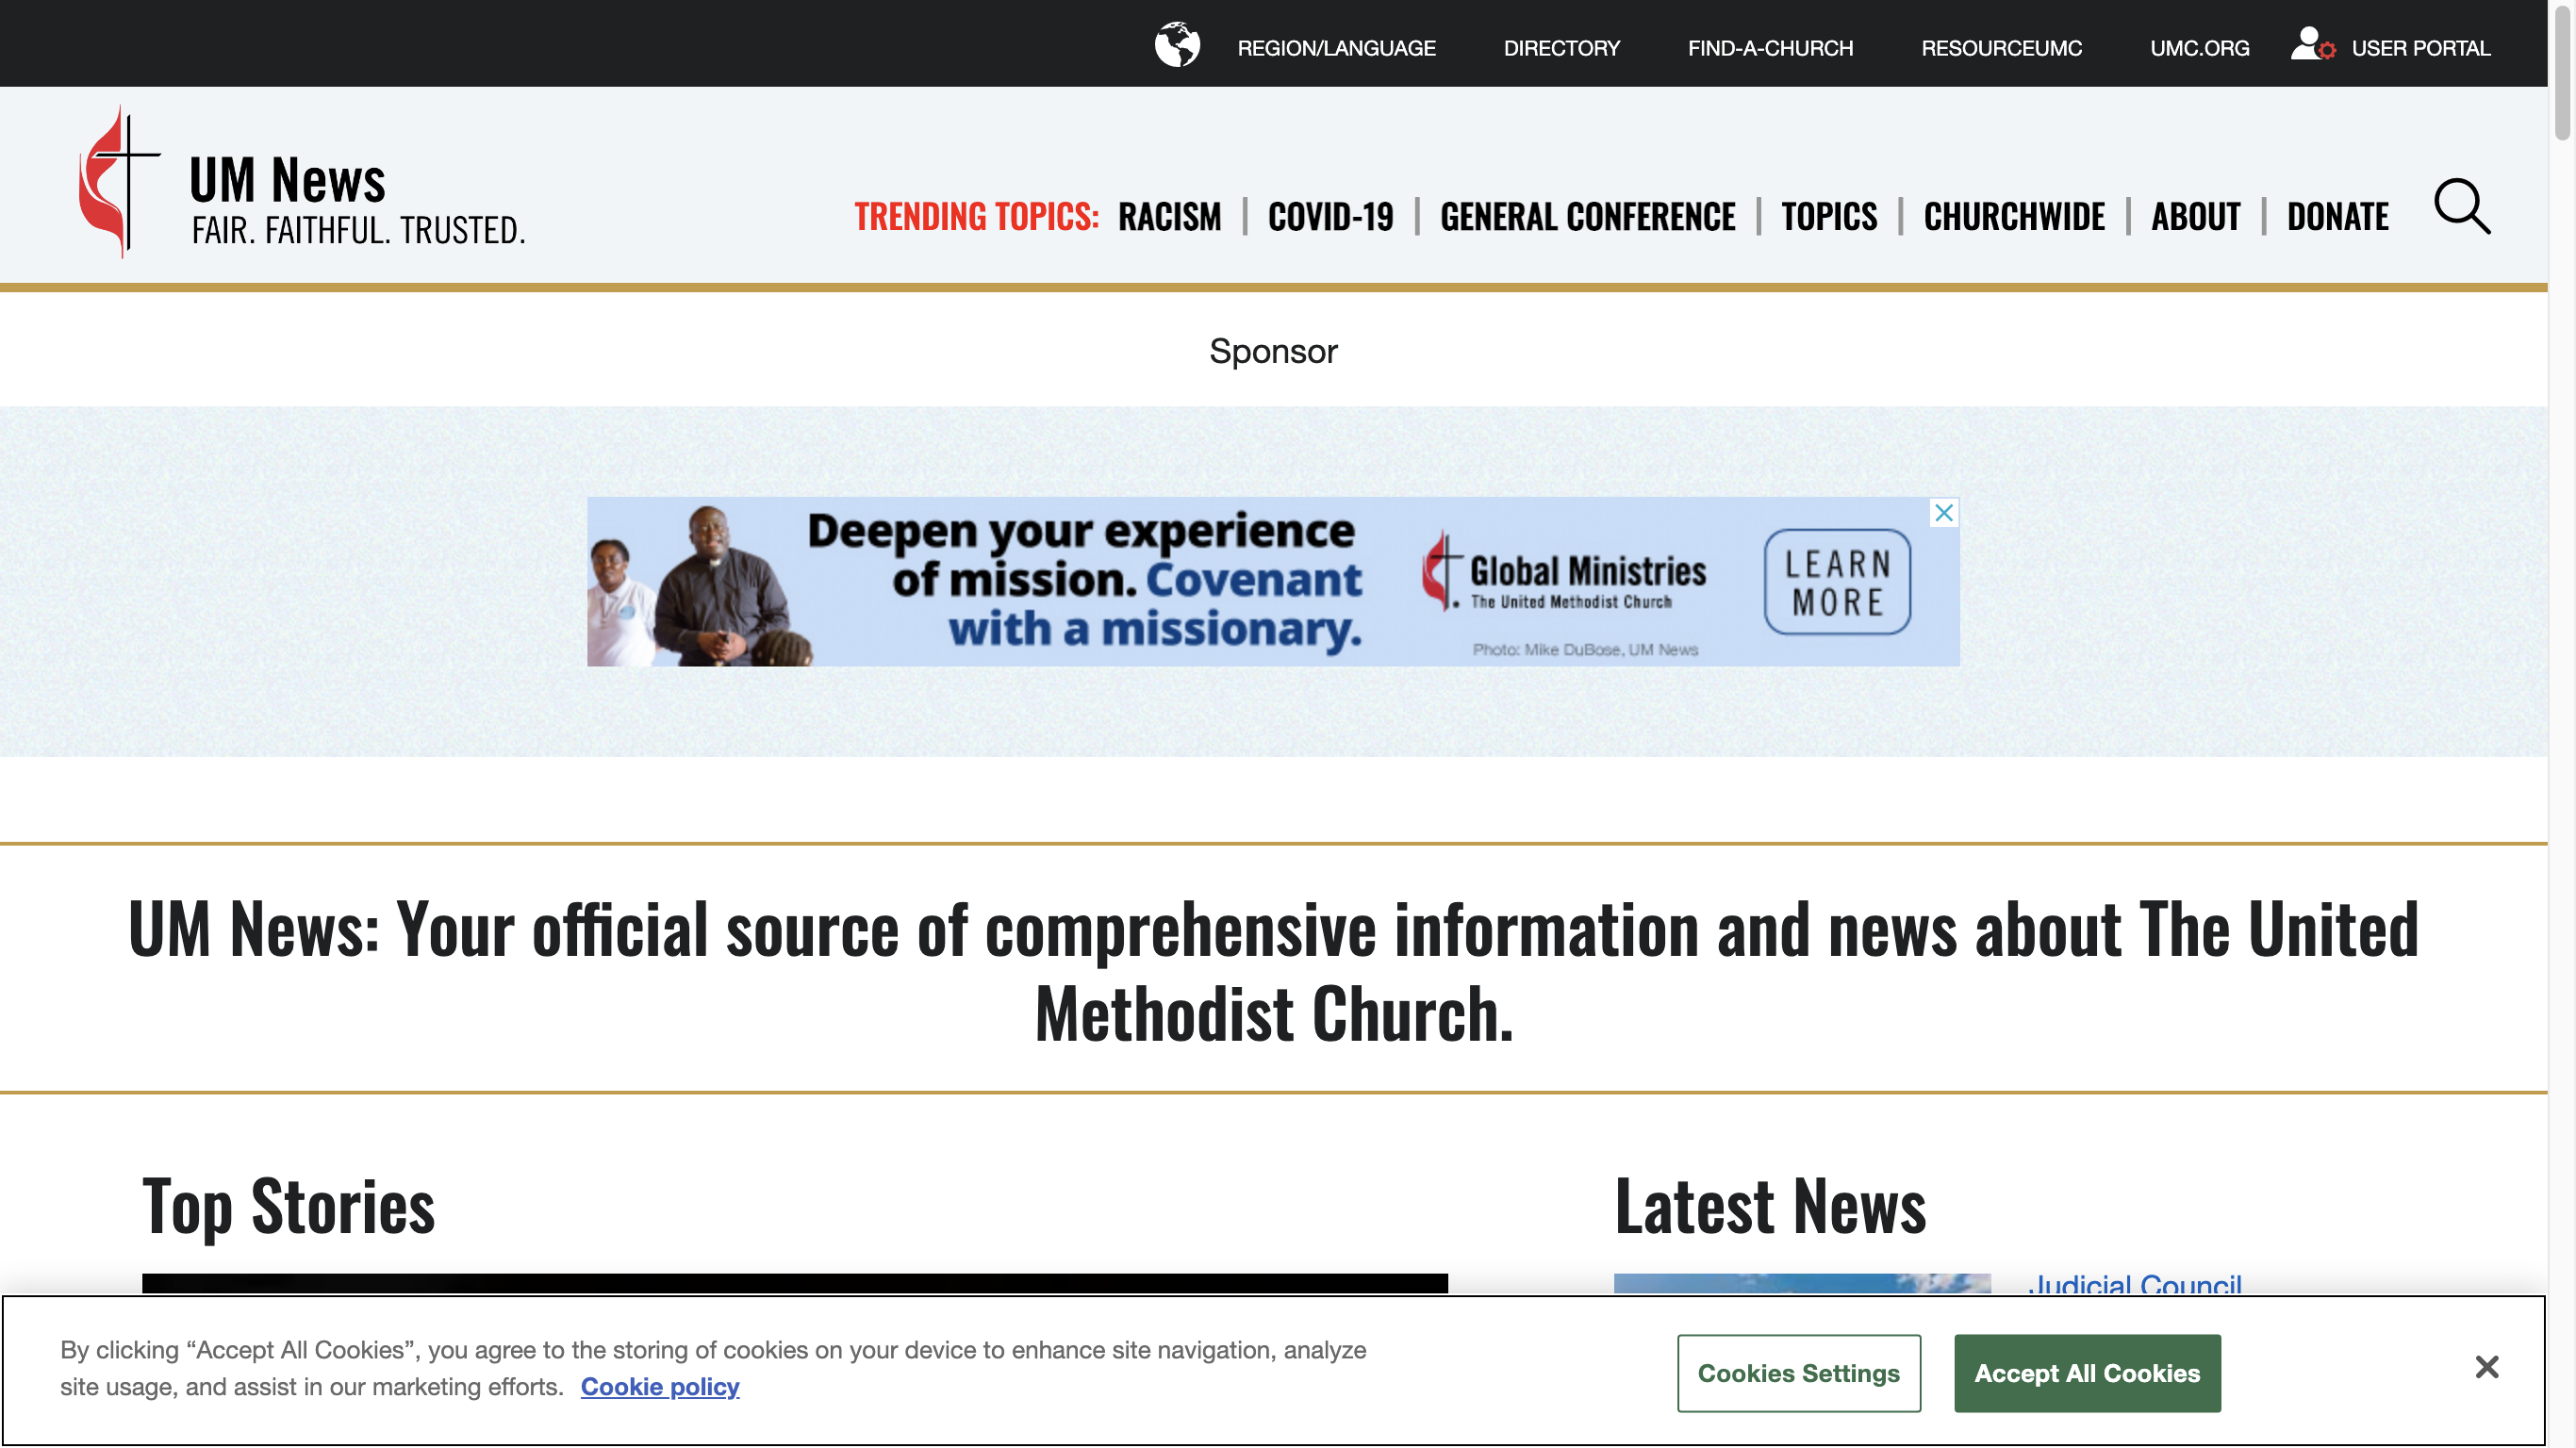 REGION/LANGUAGE DIRECTORY FIND-A-CHURCH RESOURCEUMC UMC.ORG USER PORTAL
UM News
FAIR. FAITHFUL. TRUSTED.
TRENDING TOPICS: RACISM | COVID-19 | GENERAL CONFERENCE | TOPICS | CHURCHWIDE | ABOUT | DONATE
Sponsor
Deepen your experience
of mission. Covenant
with a missionary.
Global Ministries
The United Methodist Church
Photo: Mike DuBose, UM News
LEARN
MORE
UM News: Your official source of comprehensive information and news about The United
Methodist Church.
Top Stories
Latest News
Judicial Council
By clicking “Accept All Cookies”, you agree to the storing of cookies on your device to enhance site navigation, analyze
site usage, and assist in our marketing efforts. Cookie policy
Cookies Settings
Accept All Cookies